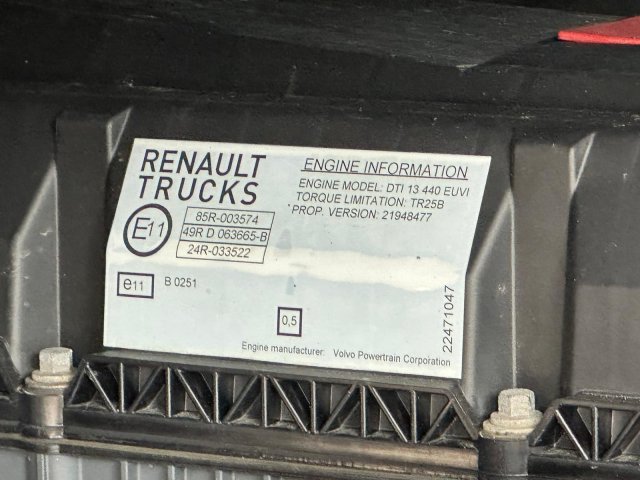 RENAULT
TRUCKS
ENGINE INFORMATION
ENGINE MODEL: DTI 13 440 EUVI
TORQUE LIMITATION: TR25B
*PROP. VERSION: 21948477
E11
85R-003574
49R D 063665-B
24R-033522
e11
B 0251
0,5
Engine manufacturer: Volvo Powertrain Corporation
22471047